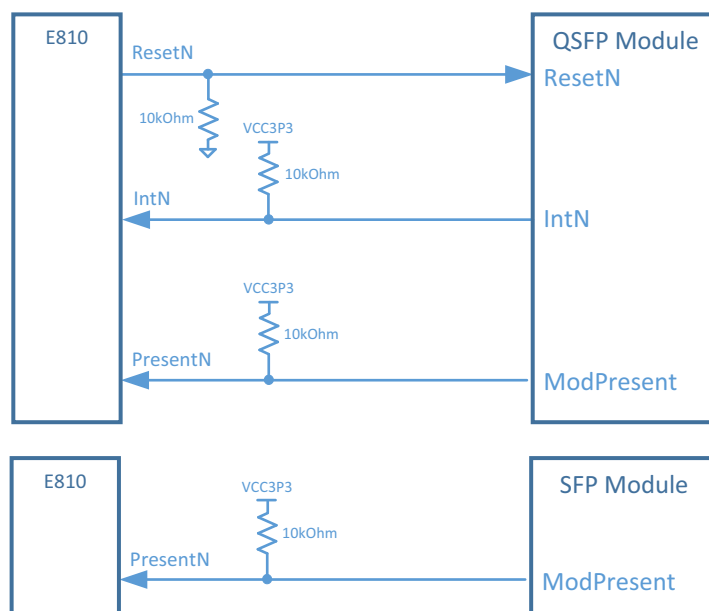 E810
QSFP Module
ResetN
ResetN
10kOhm
VCC3P3
10kOhm
IntN
IntN
VCC3P3
10kOhm
PresentN
ModPresent
E810
SFP Module
VCC3P3
10kOhm
PresentN
ModPresent